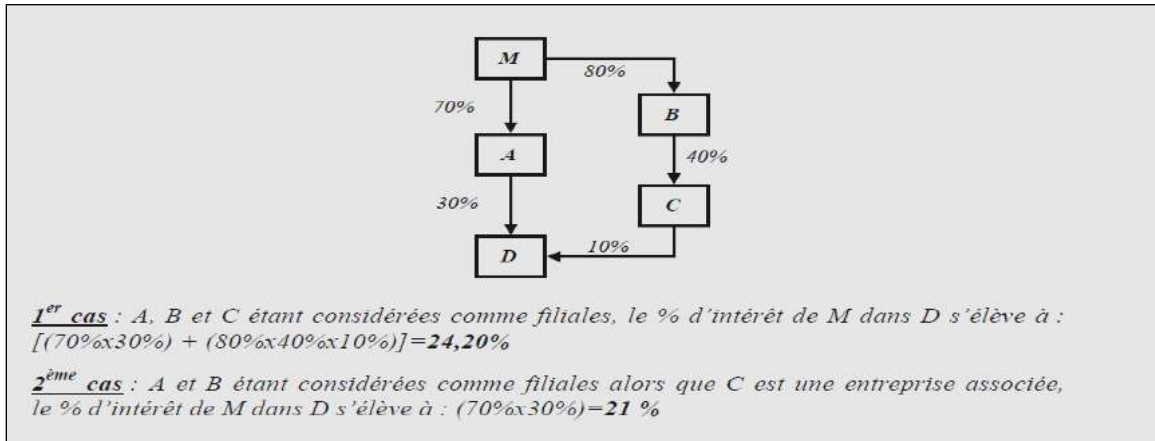 M
80%
70%
B
A
40%
30%
C
10%
D
1er cas : A, B et C étant considérées comme filiales, le % d'intérêt de M dans D s'élève à :
[(70%x30%) + (80%x40%x10%)]=24,20%
2ème cas : A et B étant considérées comme filiales alors que C est une entreprise associée,
le % d'intérêt de M dans D s'élève à : (70%x30%)=21 %